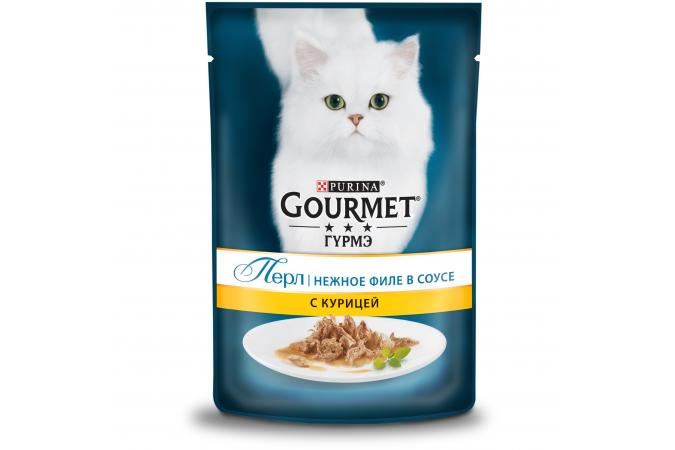 PURINA®
GOURMET®
ГУРМЭ
Перл | НЕЖНОЕ ФИЛЕ В СОУСЕ
С КУРИЦЕЙ